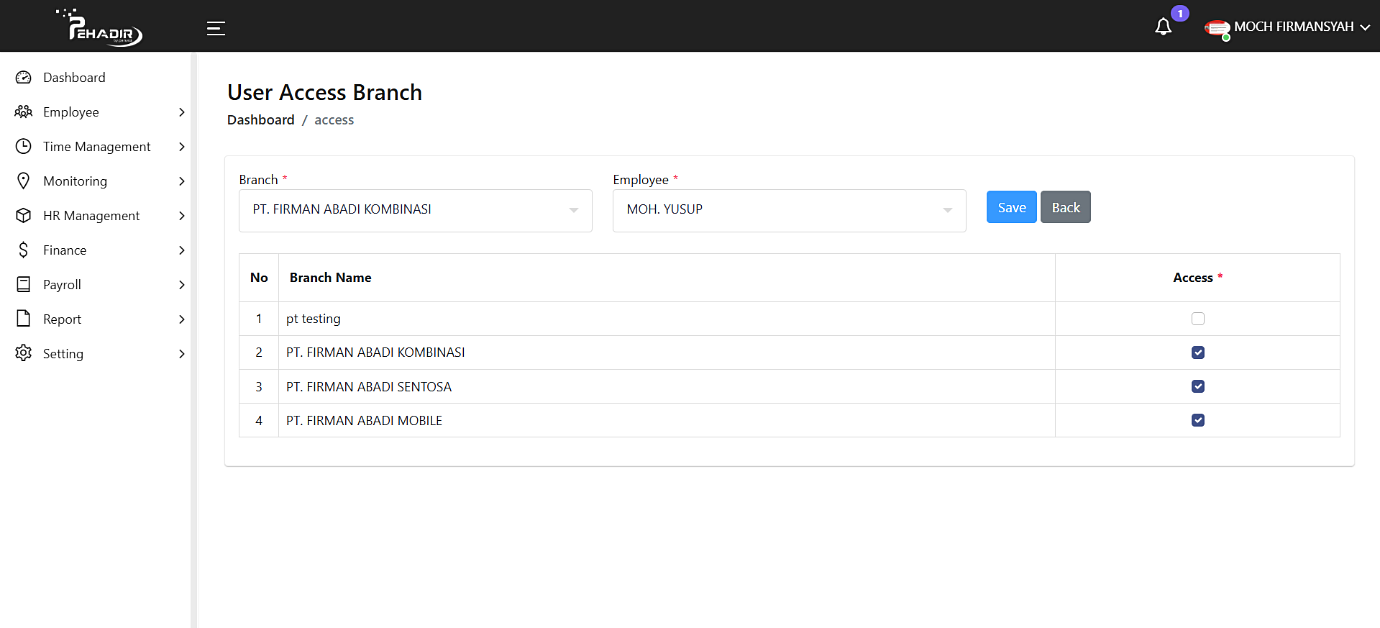 PEHADIR
1
MOCH FIRMANSYAH
Dashboard
Employee
Time Management
Monitoring
HR Management
Finance
Payroll
Report
Setting
User Access Branch
Dashboard / access
Branch * Employee *
PT. FIRMAN ABADI KOMBINASI MOH. YUSUP Save Back
No Branch Name Access *
1 pt testing
2 PT. FIRMAN ABADI KOMBINASI
3 PT. FIRMAN ABADI SENTOSA
4 PT. FIRMAN ABADI MOBILE